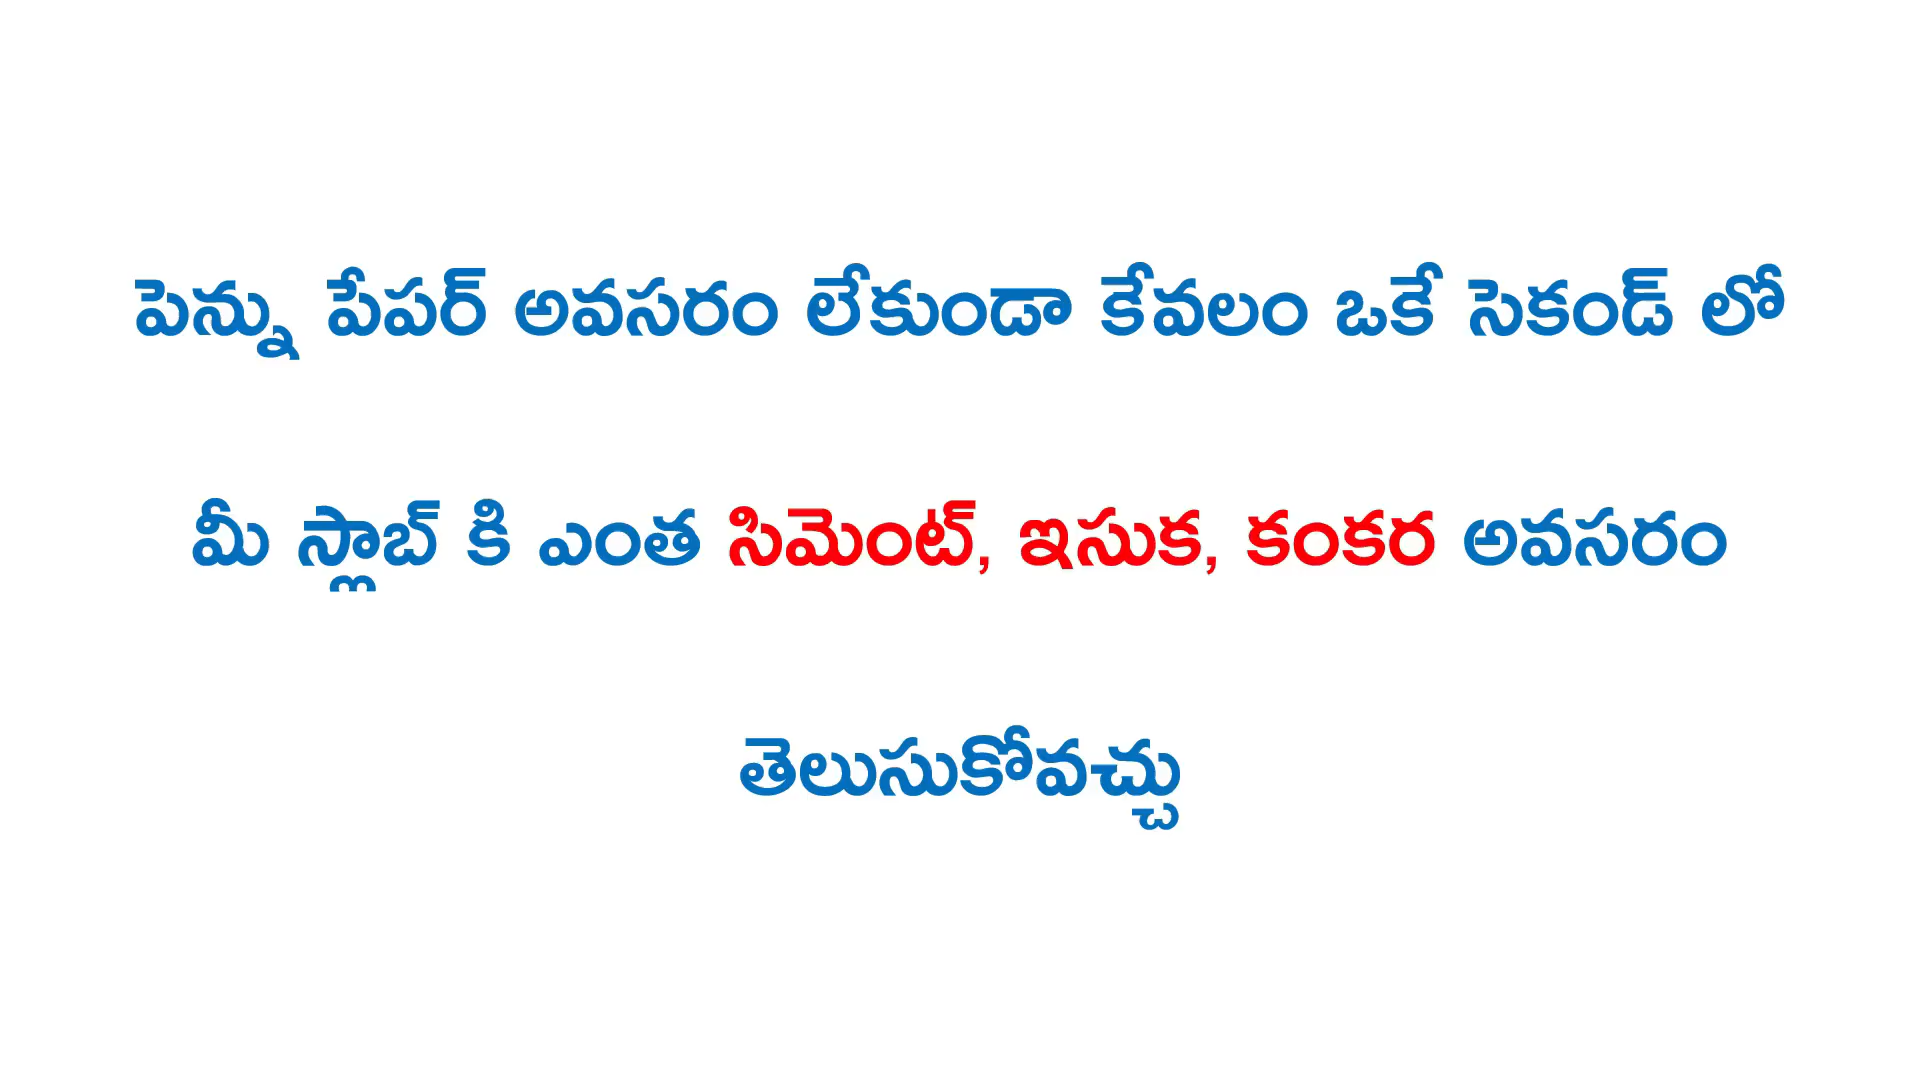 పెన్ను పేపర్ అవసరం లేకుండా కేవలం ఒకే సెకండ్ లో
మీ స్లాబ్ కి ఎంత సిమెంట్, ఇసుక, కంకర అవసరం
తెలుసుకోవచ్చు